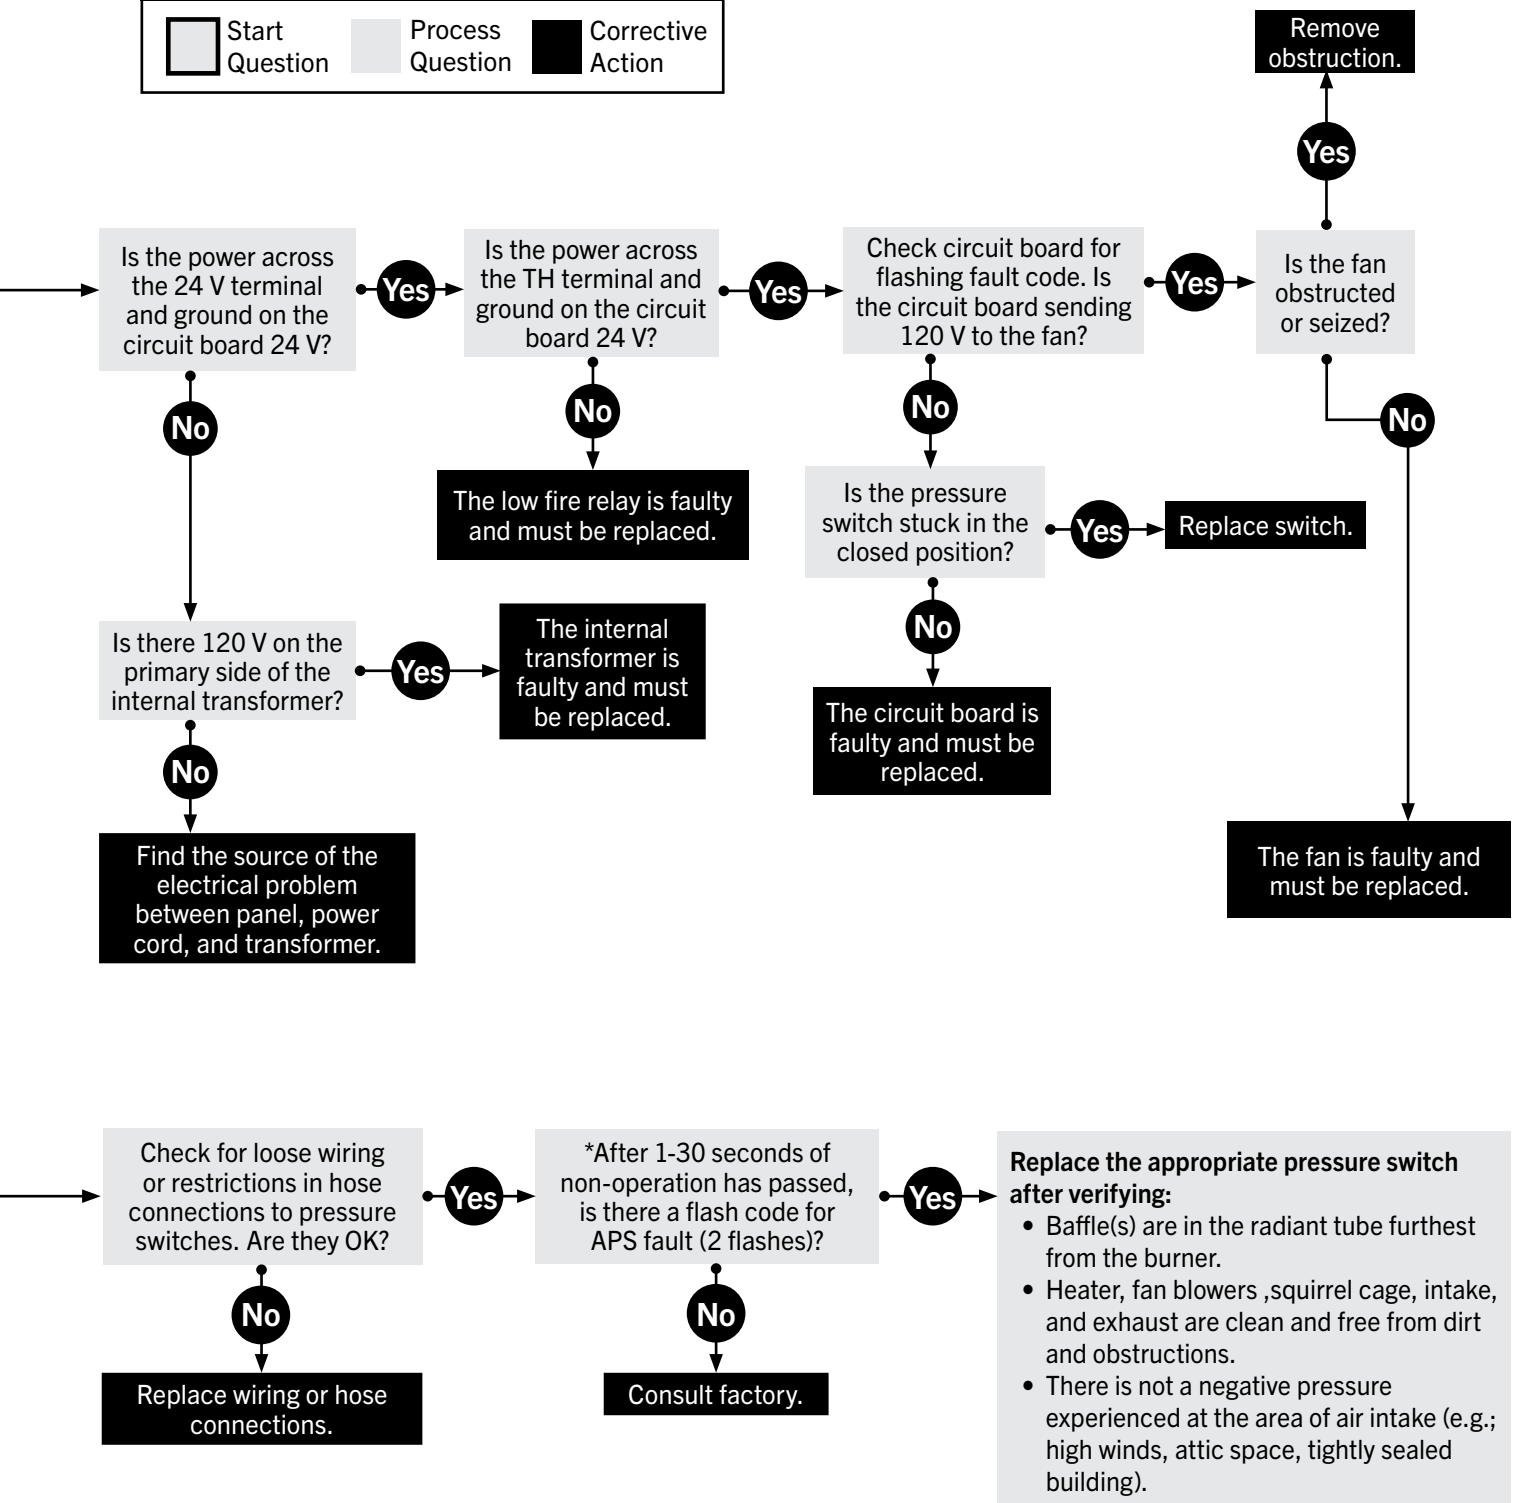 Start
Question
Process
Question
Corrective
Action
Remove
obstruction.
Yes
Is the power across
the 24 V terminal
and ground on the
circuit board 24 V?
Yes
Is the power across
the TH terminal and
ground on the circuit
board 24 V?
Yes
Check circuit board for
flashing fault code. Is
the circuit board sending
120 V to the fan?
Yes
Is the fan
obstructed
or seized?
No
No
No
No
The low fire relay is faulty
and must be replaced.
Is the pressure
switch stuck in the
closed position?
Yes
Replace switch.
No
Is there 120 V on the
primary side of the
internal transformer?
Yes
The internal
transformer is
faulty and must
be replaced.
The circuit board is
faulty and must be
replaced.
No
Find the source of the
electrical problem
between panel, power
cord, and transformer.
The fan is faulty and
must be replaced.
Check for loose wiring
or restrictions in hose
connections to pressure
switches. Are they OK?
Yes
*After 1-30 seconds of
non-operation has passed,
is there a flash code for
APS fault (2 flashes)?
Yes
Replace the appropriate pressure switch
after verifying:
• Baffle(s) are in the radiant tube furthest
from the burner.
• Heater, fan blowers ,squirrel cage, intake,
and exhaust are clean and free from dirt
and obstructions.
• There is not a negative pressure
experienced at the area of air intake (e.g.;
high winds, attic space, tightly sealed
building).
No
No
Replace wiring or hose
connections.
Consult factory.